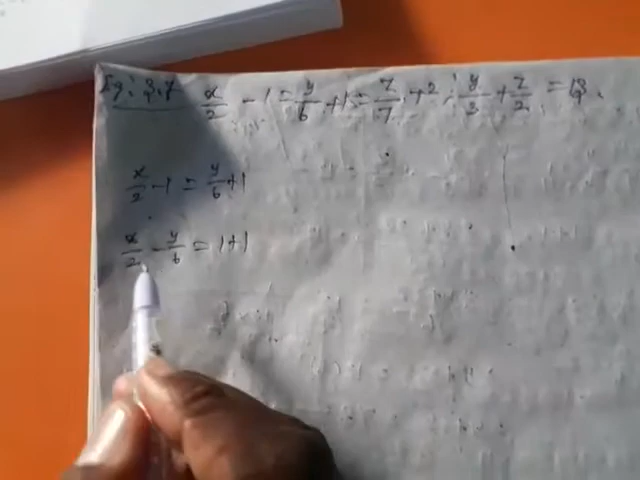 Eg: 3.7 x/2 - 1 = y/6 + 1 = z/7 + 2 ; y/3 + z/2 = 13.
x/2 - 1 = y/6 + 1
x/2 - y/6 = 1 + 1